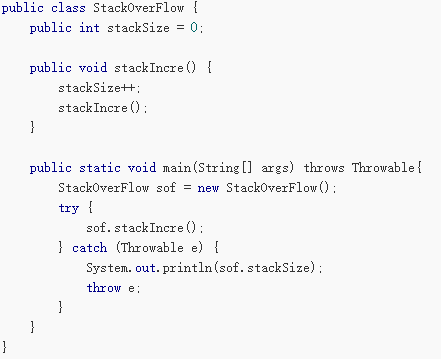 public class StackOverFlow {
    public int stackSize = 0;

    public void stackIncre() {
        stackSize++;
        stackIncre();
    }

    public static void main(String[] args) throws Throwable{
        StackOverFlow sof = new StackOverFlow();
        try {
            sof.stackIncre();
        } catch (Throwable e) {
            System.out.println(sof.stackSize);
            throw e;
        }
    }
}